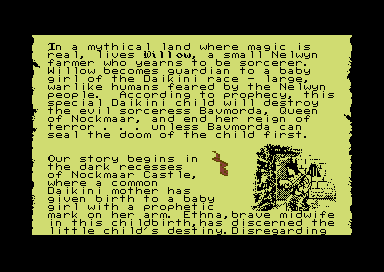 In a mythical land where magic is
real, lives Willow, a small Nelwyn
farmer who yearns to be sorcerer.
Willow becomes guardian to a baby
girl of the Daikini race - large,
warlike humans feared by the Nelwyn
people. According to prophecy, this
special Daikini child will destroy
the evil sorceress Bavmorda, Queen
of Nockmaar, and end her reign of
terror . . . unless Bavmorda can
seal the doom of the child first.
Our story begins in
the dark recesses
of Nockmaar Castle,
where a common
Daikini mother has
given birth to a baby
girl with a prophetic
mark on her arm. Ethna,brave midwife
in this childbirth,has discerned the
little child's destiny.Disregarding